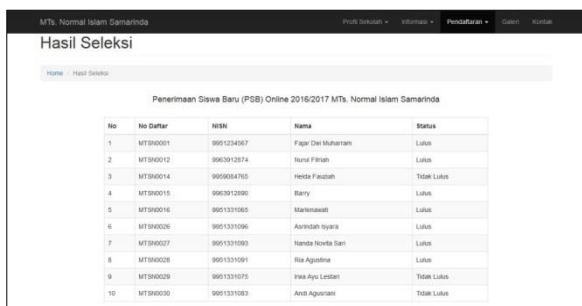 MTs. Normal Islam Samarinda Profil Sekolah Informasi Pendaftaran Galeri Kontak
Hasil Seleksi
Home Hasil Seleksi
Penerimaan Siswa Baru (PSB) Online 2016/2017 MTs. Normal Islam Samarinda
No No Daftar NISN Nama Status
1 MTSN0001 9951234567 Fajar Dwi Muharram Lulus
2 MTSN0012 9963912874 Nurul Fitriah Lulus
3 MTSN0014 9959084765 Helda Fauziah Tidak Lulus
4 MTSN0015 9963912890 Barry Lulus
5 MTSN0016 9951331065 Markenawati Lulus
6 MTSN0026 9951331096 Asrindah Isyara Lulus
7 MTSN0027 9951331093 Nanda Novita Sari Lulus
8 MTSN0028 9951331091 Ria Agustina Lulus
9 MTSN0029 9951331075 Irwa Ayu Lestari Tidak Lulus
10 MTSN0030 9951331083 Andi Agusriani Tidak Lulus